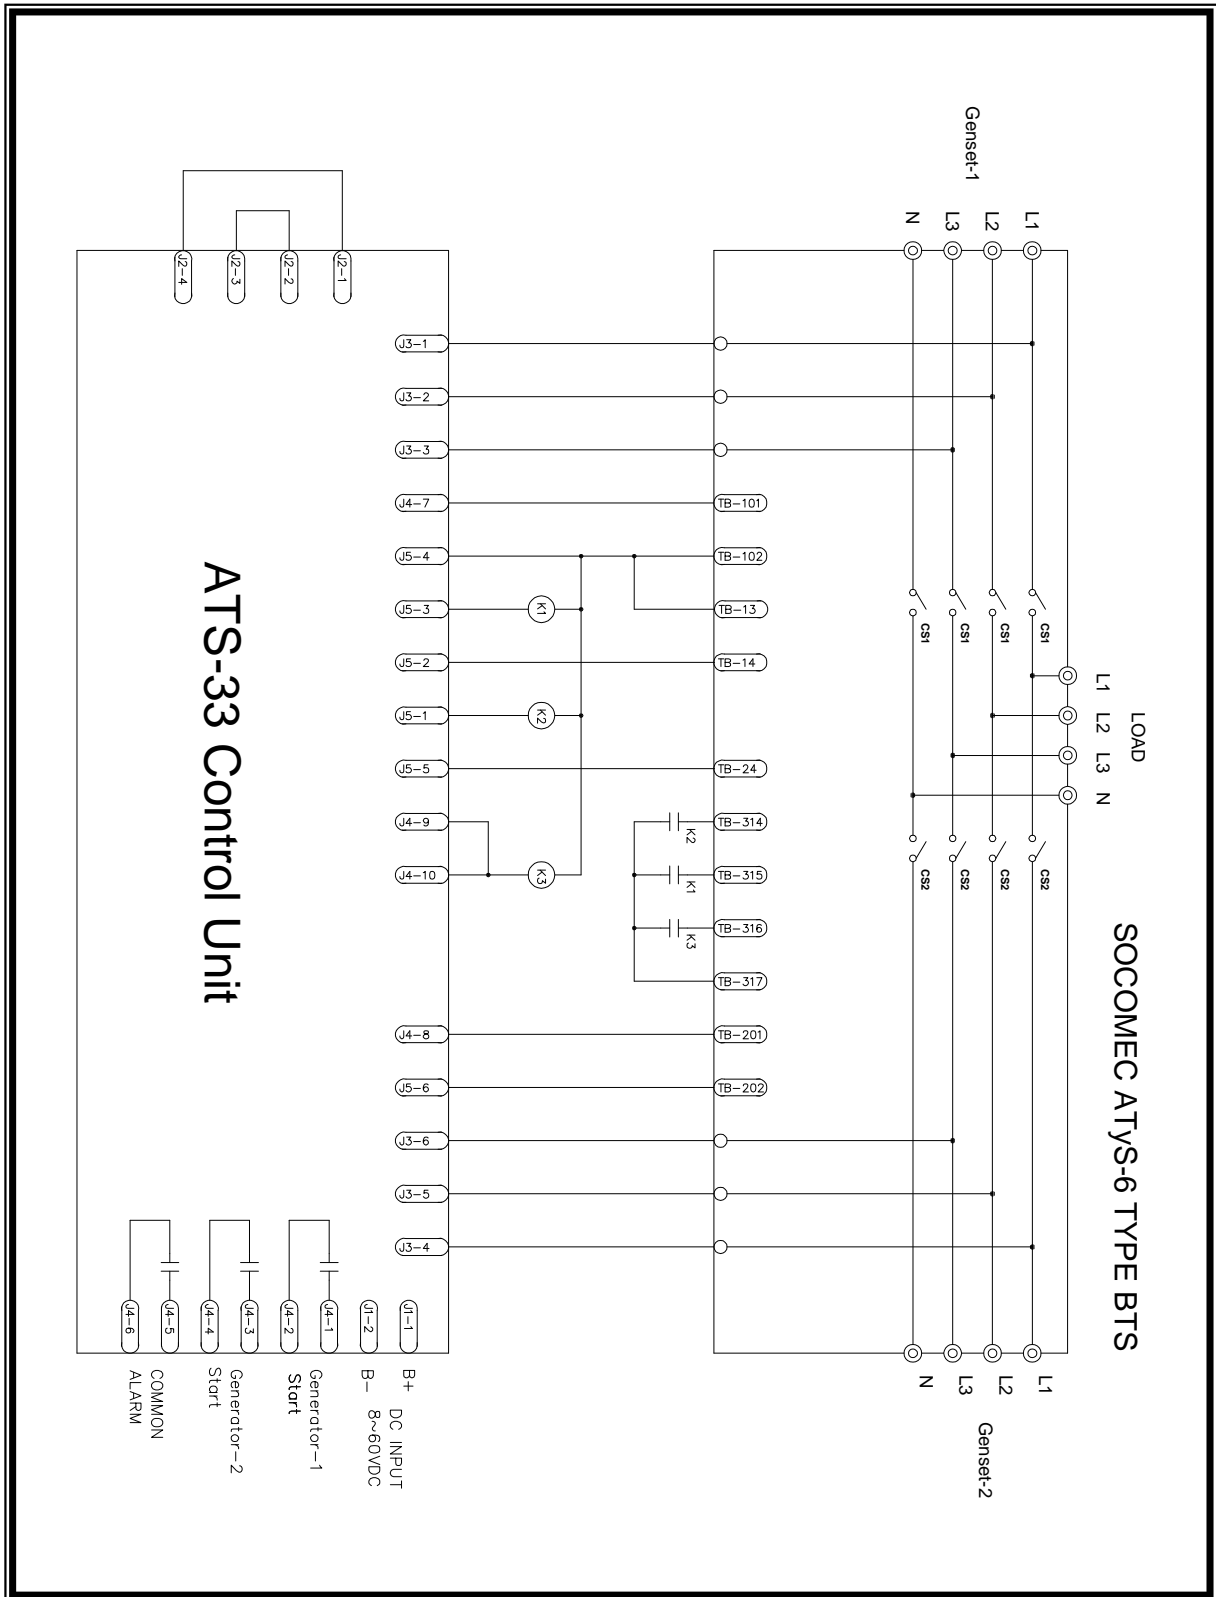 SOCOMEC ATyS-6 TYPE BTS
Genset-1
L1
L2
L3
N
LOAD
L1 L2 L3 N
CS1
CS1
CS1
CS1
CS2
CS2
CS2
CS2
L1
L2
L3
N
Genset-2
TB-101
TB-102
TB-13
TB-14
TB-24
TB-314
TB-315
TB-316
TB-317
TB-201
TB-202
K2
K1
K3
K1
K2
K3
J3-1
J3-2
J3-3
J4-7
J5-4
J5-3
J5-2
J5-1
J5-5
J4-9
J4-10
J4-8
J5-6
J3-6
J3-5
J3-4
J2-1
J2-2
J2-3
J2-4
ATS-33 Control Unit
J1-1
B+
J1-2
B-
DC INPUT
8~60VDC
J4-1
J4-2
Generator-1
Start
J4-3
J4-4
Generator-2
Start
J4-5
J4-6
COMMON
ALARM